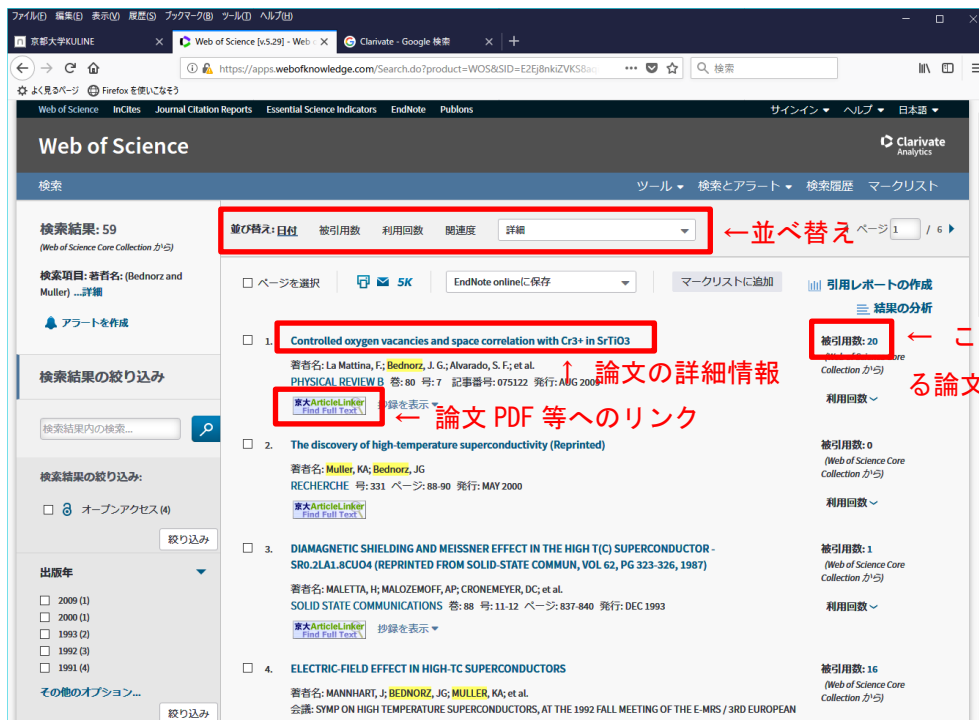 ファイル(F) 編集(E) 表示(V) 履歴(S) ブックマーク(B) ツール(T) ヘルプ(H)
京都大学KULINE
Web of Science [v.5.29] - Web
Clarivate - Google 検索
https://apps.webofknowledge.com/Search.do?product=WOS&SID=E2Ej8nkiZVKS8ao
検索
よく見るページ Firefox を使いこなそう
Web of Science InCites Journal Citation Reports Essential Science Indicators EndNote Publons サインイン ヘルプ 日本語
Web of Science
Clarivate
Analytics
検索 ツール 検索とアラート 検索履歴 マークリスト
検索結果: 59
(Web of Science Core Collection から)
検索項目: 著者名: (Bednorz and
Muller) ...詳細
アラートを作成
検索結果の絞り込み
検索結果内の検索...
検索結果の絞り込み:
オープンアクセス (4)
絞り込み
出版年
2009 (1)
2000 (1)
1993 (2)
1992 (3)
1991 (4)
その他のオプション...
絞り込み
並び替え: 日付 被引用数 利用回数 関連度 詳細
←並べ替え
ページ 1 / 6
ページを選択 5K EndNote onlineに保存 マークリストに追加
引用レポートの作成
結果の分析
1. Controlled oxygen vacancies and space correlation with Cr3+ in SrTiO3
著者名: La Mattina, F.; Bednorz, J. G.; Alvarado, S. F.; et al.
PHYSICAL REVIEW B 巻: 80 号: 7 記事番号: 075122 発行: AUG 2009
京大ArticleLinker
Find Full Text
抄録を表示
↑ 論文の詳細情報
← 論文 PDF 等へのリンク
被引用数: 20
(Web of Science Core
Collection から)
利用回数
← こ
る論文
2. The discovery of high-temperature superconductivity (Reprinted)
著者名: Muller, KA; Bednorz, JG
RECHERCHE 号: 331 ページ: 88-90 発行: MAY 2000
京大ArticleLinker
Find Full Text
被引用数: 0
(Web of Science Core
Collection から)
利用回数
3. DIAMAGNETIC SHIELDING AND MEISSNER EFFECT IN THE HIGH T(C) SUPERCONDUCTOR -
SR0.2LA1.8CUO4 (REPRINTED FROM SOLID-STATE COMMUN, VOL 62, PG 323-326, 1987)
著者名: MALETTA, H; MALOZEMOFF, AP; CRONEMEYER, DC; et al.
SOLID STATE COMMUNICATIONS 巻: 88 号: 11-12 ページ: 837-840 発行: DEC 1993
京大ArticleLinker
Find Full Text
抄録を表示
被引用数: 1
(Web of Science Core
Collection から)
利用回数
4. ELECTRIC-FIELD EFFECT IN HIGH-TC SUPERCONDUCTORS
著者名: MANNHART, J; BEDNORZ, JG; MULLER, KA; et al.
会議: SYMP ON HIGH TEMPERATURE SUPERCONDUCTORS, AT THE 1992 FALL MEETING OF THE E-MRS / 3RD EUROPEAN
被引用数: 16
(Web of Science Core
Collection から)